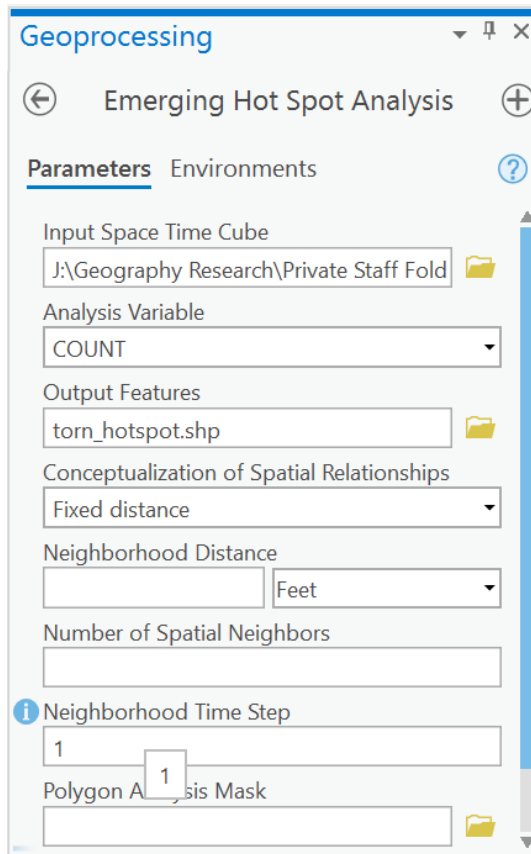 Geoprocessing
Emerging Hot Spot Analysis
Parameters Environments
Input Space Time Cube
J:\Geography Research\Private Staff Fold
Analysis Variable
COUNT
Output Features
torn_hotspot.shp
Conceptualization of Spatial Relationships
Fixed distance
Neighborhood Distance
Feet
Number of Spatial Neighbors
Neighborhood Time Step
1
1
Polygon A sis Mask